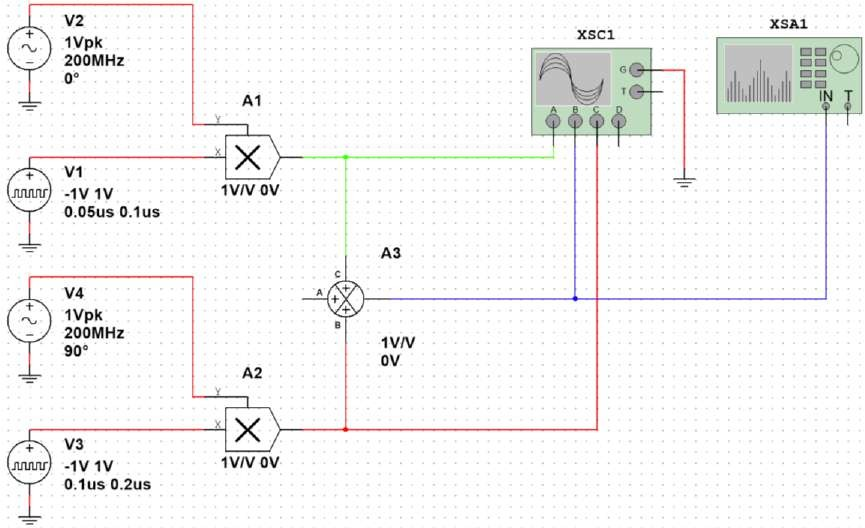 V2
1Vpk
200MHz
0°
A1
Y
X
1V/V 0V
V1
-1V 1V
0.05us 0.1us
XSC1
G
T
A B C D
XSA1
IN T
A3
C
A
B
1V/V
0V
V4
1Vpk
200MHz
90°
A2
Y
X
1V/V 0V
V3
-1V 1V
0.1us 0.2us